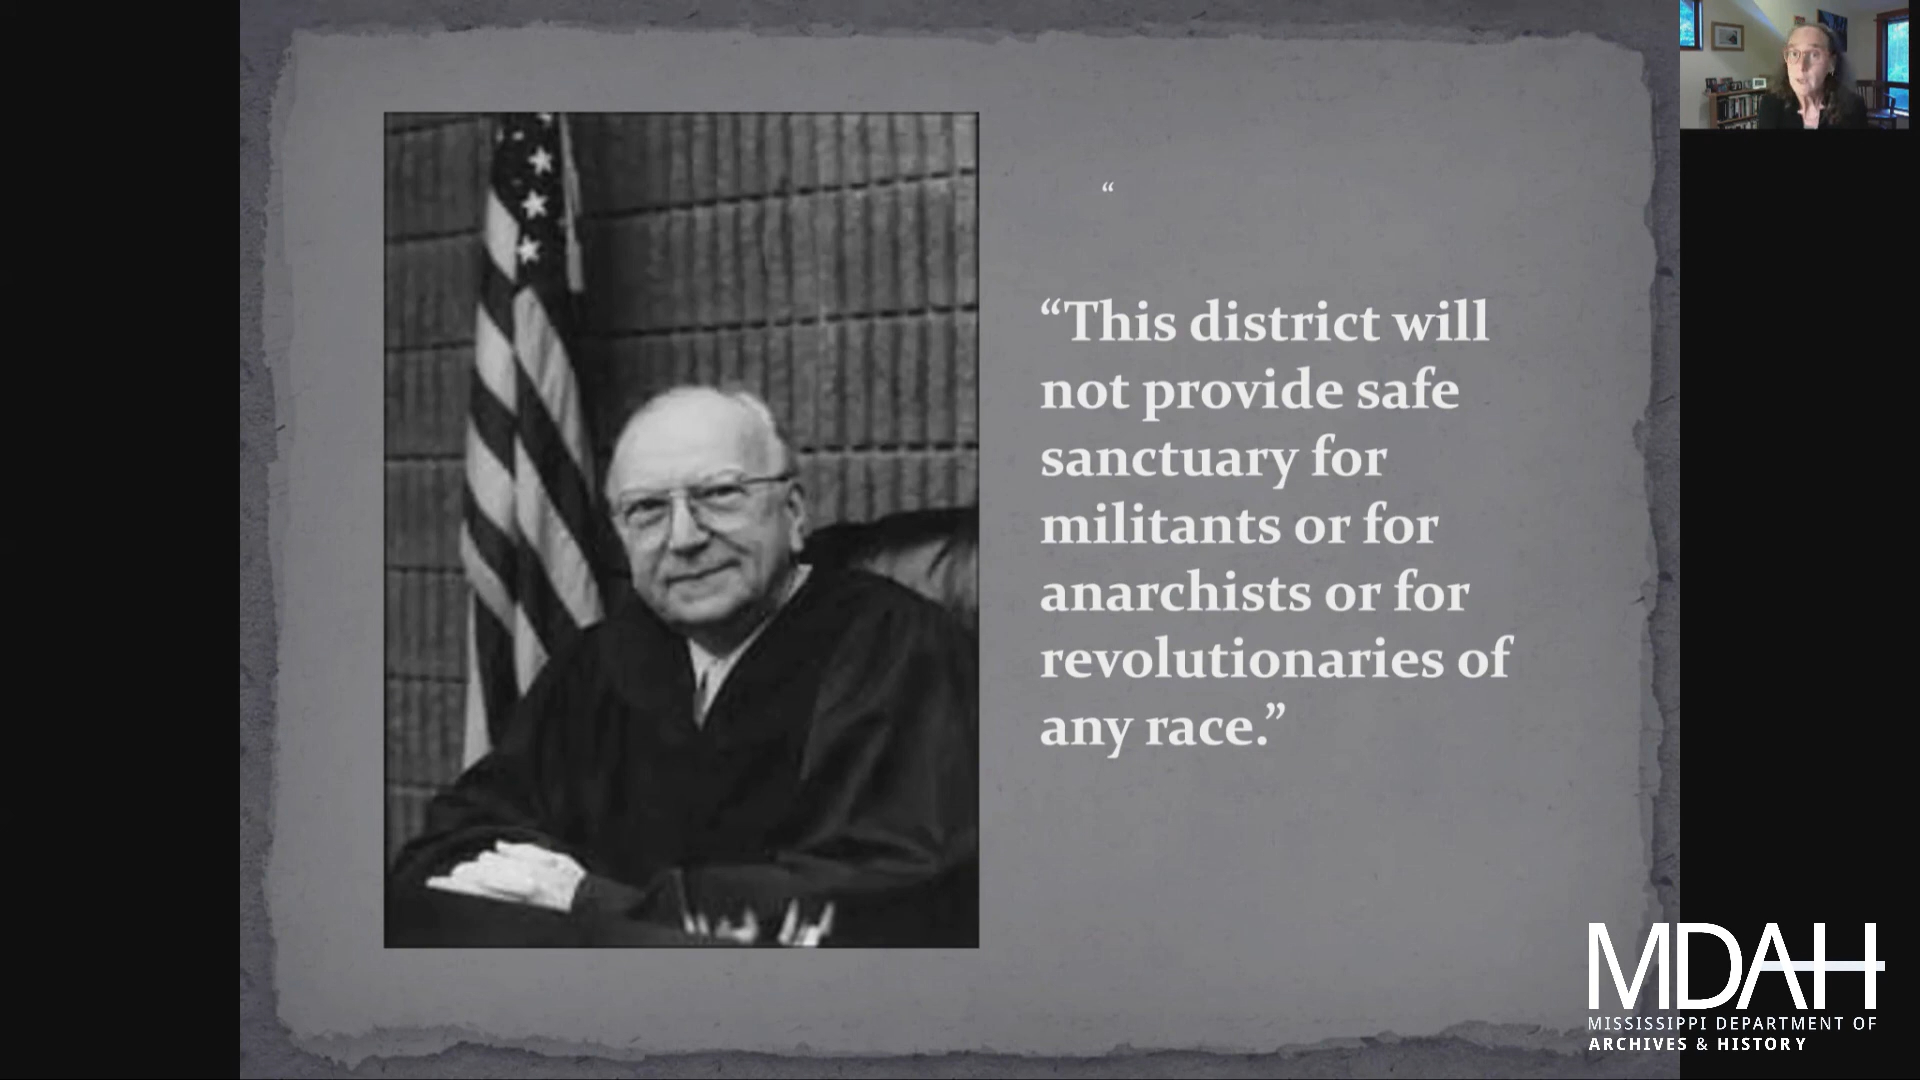 “
“This district will
not provide safe
sanctuary for
militants or for
anarchists or for
revolutionaries of
any race.”
MDAH
MISSISSIPPI DEPARTMENT OF
ARCHIVES & HISTORY